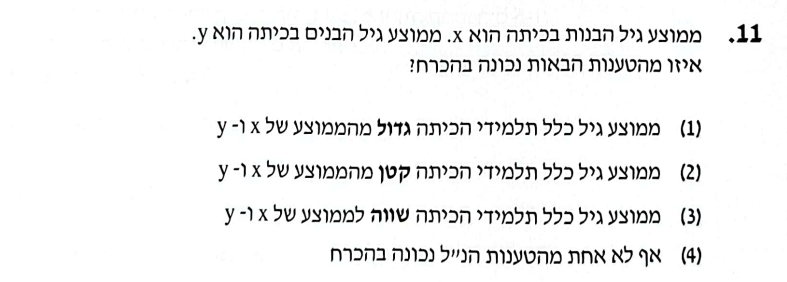 11. ממוצע גיל הבנות בכיתה הוא x. ממוצע גיל הבנים בכיתה הוא y.
איזו מהטענות הבאות נכונה בהכרח?
(1) ממוצע גיל כלל תלמידי הכיתה גדול מהממוצע של x ו- y
(2) ממוצע גיל כלל תלמידי הכיתה קטן מהממוצע של x ו- y
(3) ממוצע גיל כלל תלמידי הכיתה שווה לממוצע של x ו- y
(4) אף לא אחת מהטענות הנ״ל נכונה בהכרח